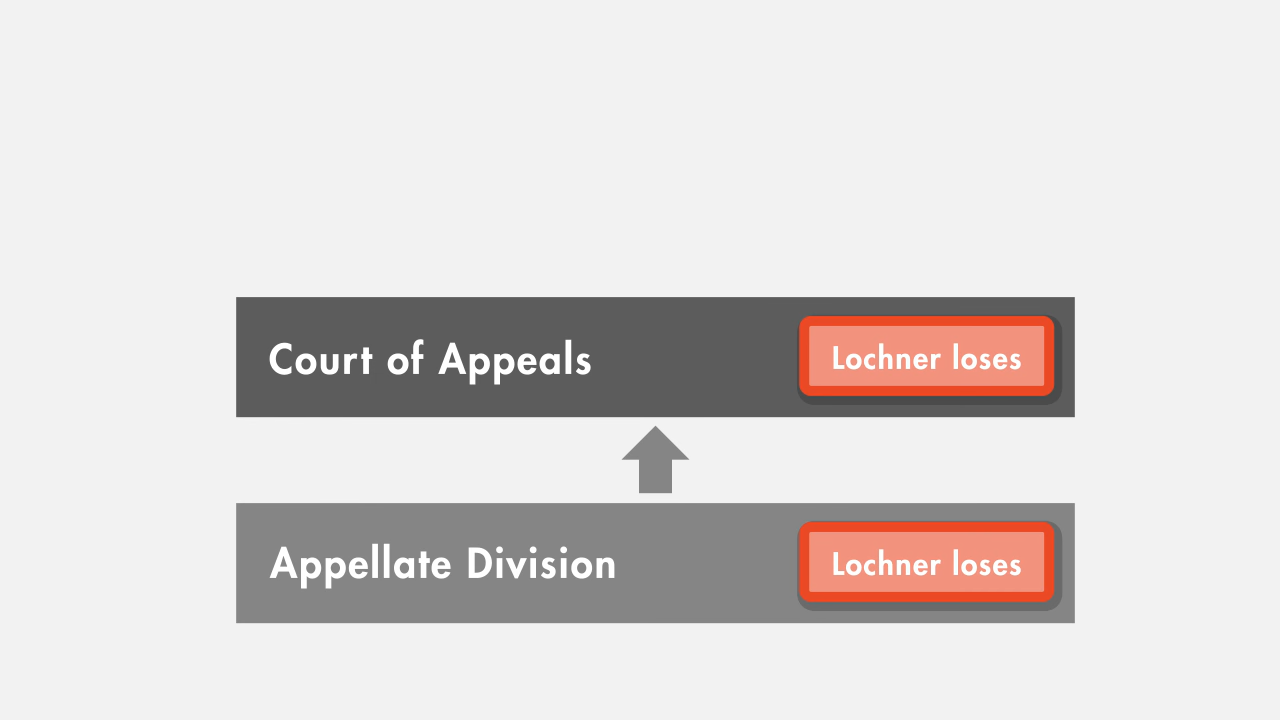 Court of Appeals
Lochner loses
Appellate Division
Lochner loses